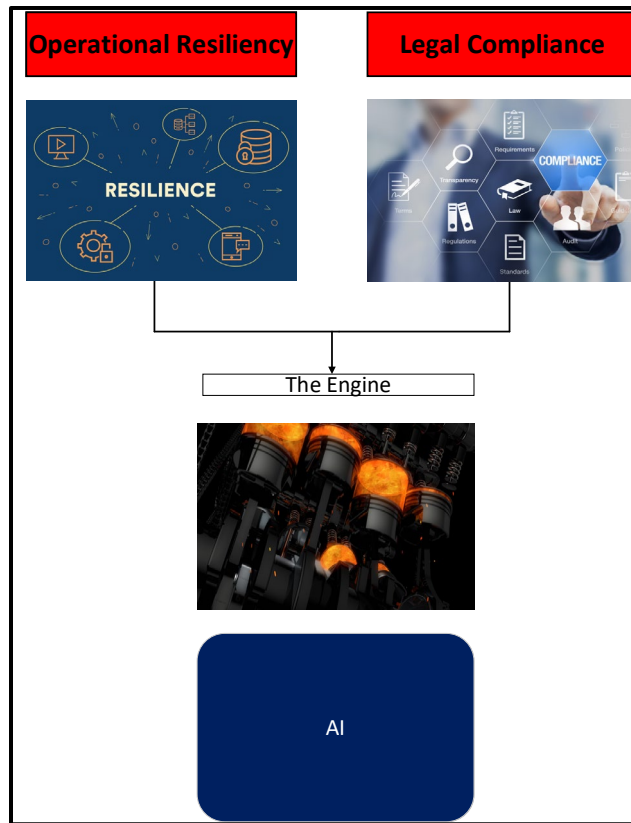 Operational Resiliency
Legal Compliance
RESILIENCE
Requirements
COMPLIANCE
Transparency
Terms
Law
Regulations
Audit
Standards
The Engine
AI